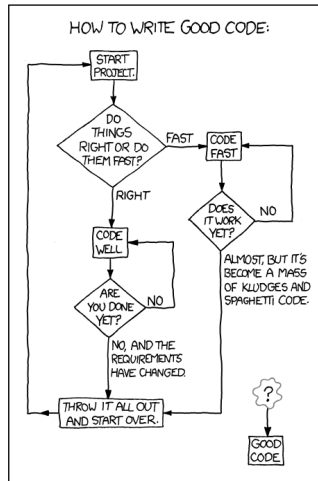 HOW TO WRITE GOOD CODE:
START
PROJECT.
DO
THINGS
RIGHT OR DO
THEM FAST?
FAST
CODE
FAST
RIGHT
DOES
IT WORK
YET?
NO
CODE
WELL
ALMOST, BUT IT'S
BECOME A MASS
OF KLUDGES AND
SPAGHETTI CODE.
ARE
YOU DONE
YET?
NO
NO, AND THE
REQUIREMENTS
HAVE CHANGED.
THROW IT ALL OUT
AND START OVER.
?
GOOD
CODE